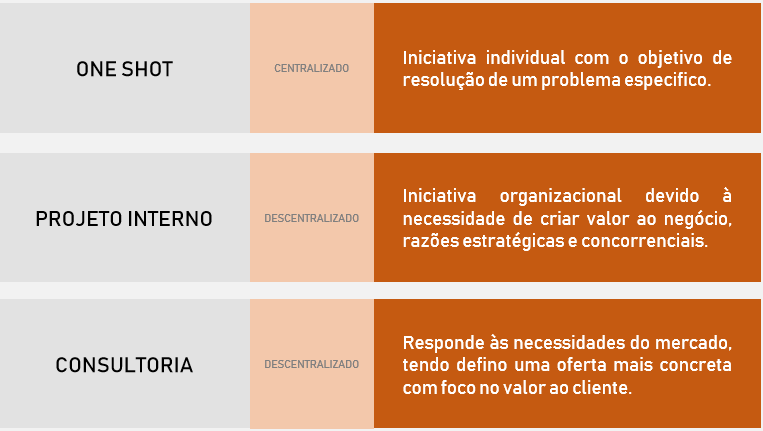 ONE SHOT
CENTRALIZADO
Iniciativa individual com o objetivo de
resolução de um problema especifico.
PROJETO INTERNO
DESCENTRALIZADO
Iniciativa organizacional devido à
necessidade de criar valor ao negócio,
razões estratégicas e concorrenciais.
CONSULTORIA
DESCENTRALIZADO
Responde às necessidades do mercado,
tendo defino uma oferta mais concreta
com foco no valor ao cliente.